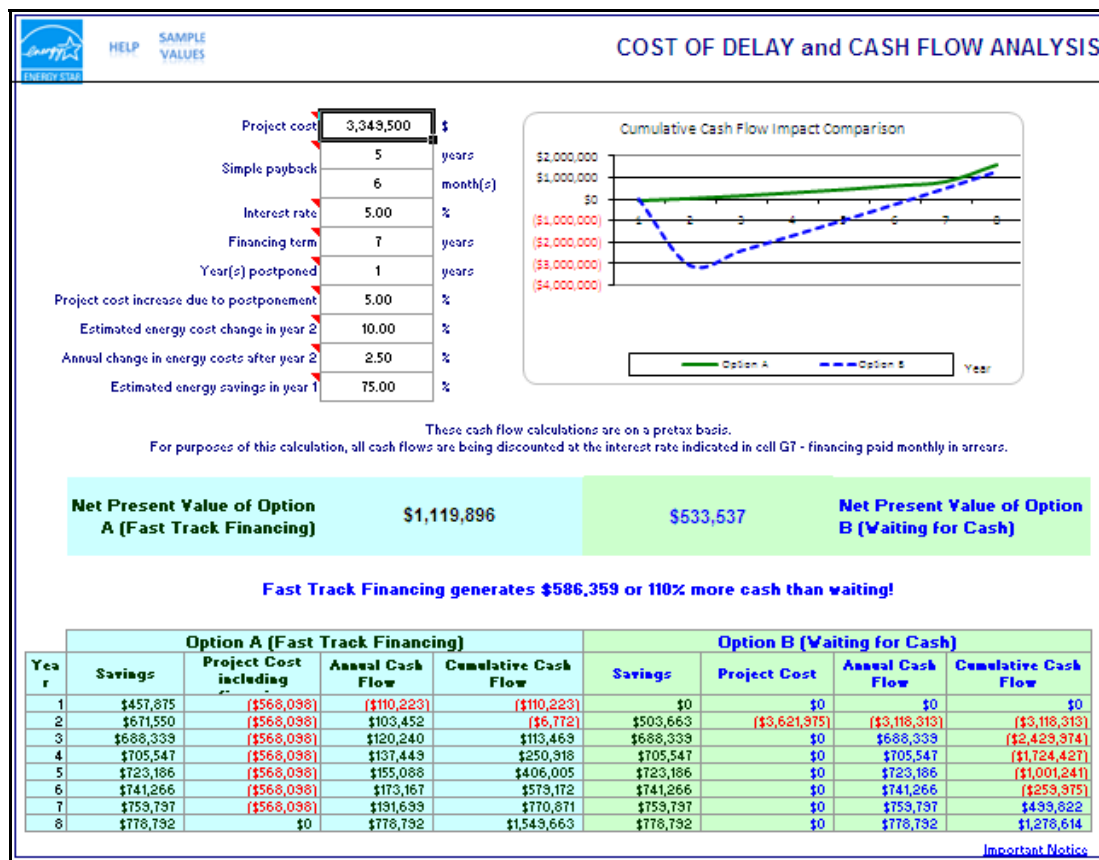 energy
ENERGY STAR
HELP
SAMPLE VALUES
COST OF DELAY and CASH FLOW ANALYSIS
Project cost 3,349,500 $
Simple payback 5 years
6 month(s)
Interest rate 5.00 %
Financing term 7 years
Year(s) postponed 1 years
Project cost increase due to postponement 5.00 %
Estimated energy cost change in year 2 10.00 %
Annual change in energy costs after year 2 2.50 %
Estimated energy savings in year 1 75.00 %
Cumulative Cash Flow Impact Comparison
$2,000,000
$1,000,000
$0
($1,000,000)
($2,000,000)
($3,000,000)
($4,000,000)
1 2 3 4 5 6 7 8
Option A Option B Year
These cash flow calculations are on a pretax basis.
For purposes of this calculation, all cash flows are being discounted at the interest rate indicated in cell G7 - financing paid monthly in arrears.
Net Present Value of Option A (Fast Track Financing) $1,119,896 $533,537 Net Present Value of Option B (Waiting for Cash)
Fast Track Financing generates $586,359 or 110% more cash than waiting!
Option A (Fast Track Financing) Option B (Waiting for Cash)
Year Savings Project Cost including Annual Cash Flow Cumulative Cash Flow Savings Project Cost Annual Cash Flow Cumulative Cash Flow
1 $457,875 ($568,098) ($110,223) ($110,223) $0 $0 $0 $0
2 $671,550 ($568,098) $103,452 ($6,772) $503,663 ($3,621,975) ($3,118,313) ($3,118,313)
3 $688,339 ($568,098) $120,240 $113,469 $688,339 $0 $688,339 ($2,429,974)
4 $705,547 ($568,098) $137,449 $250,918 $705,547 $0 $705,547 ($1,724,427)
5 $723,186 ($568,098) $155,088 $406,005 $723,186 $0 $723,186 ($1,001,241)
6 $741,266 ($568,098) $173,167 $579,172 $741,266 $0 $741,266 ($259,975)
7 $759,797 ($568,098) $191,699 $770,871 $759,797 $0 $759,797 $499,822
8 $778,792 $0 $778,792 $1,549,663 $778,792 $0 $778,792 $1,278,614
Important Notice